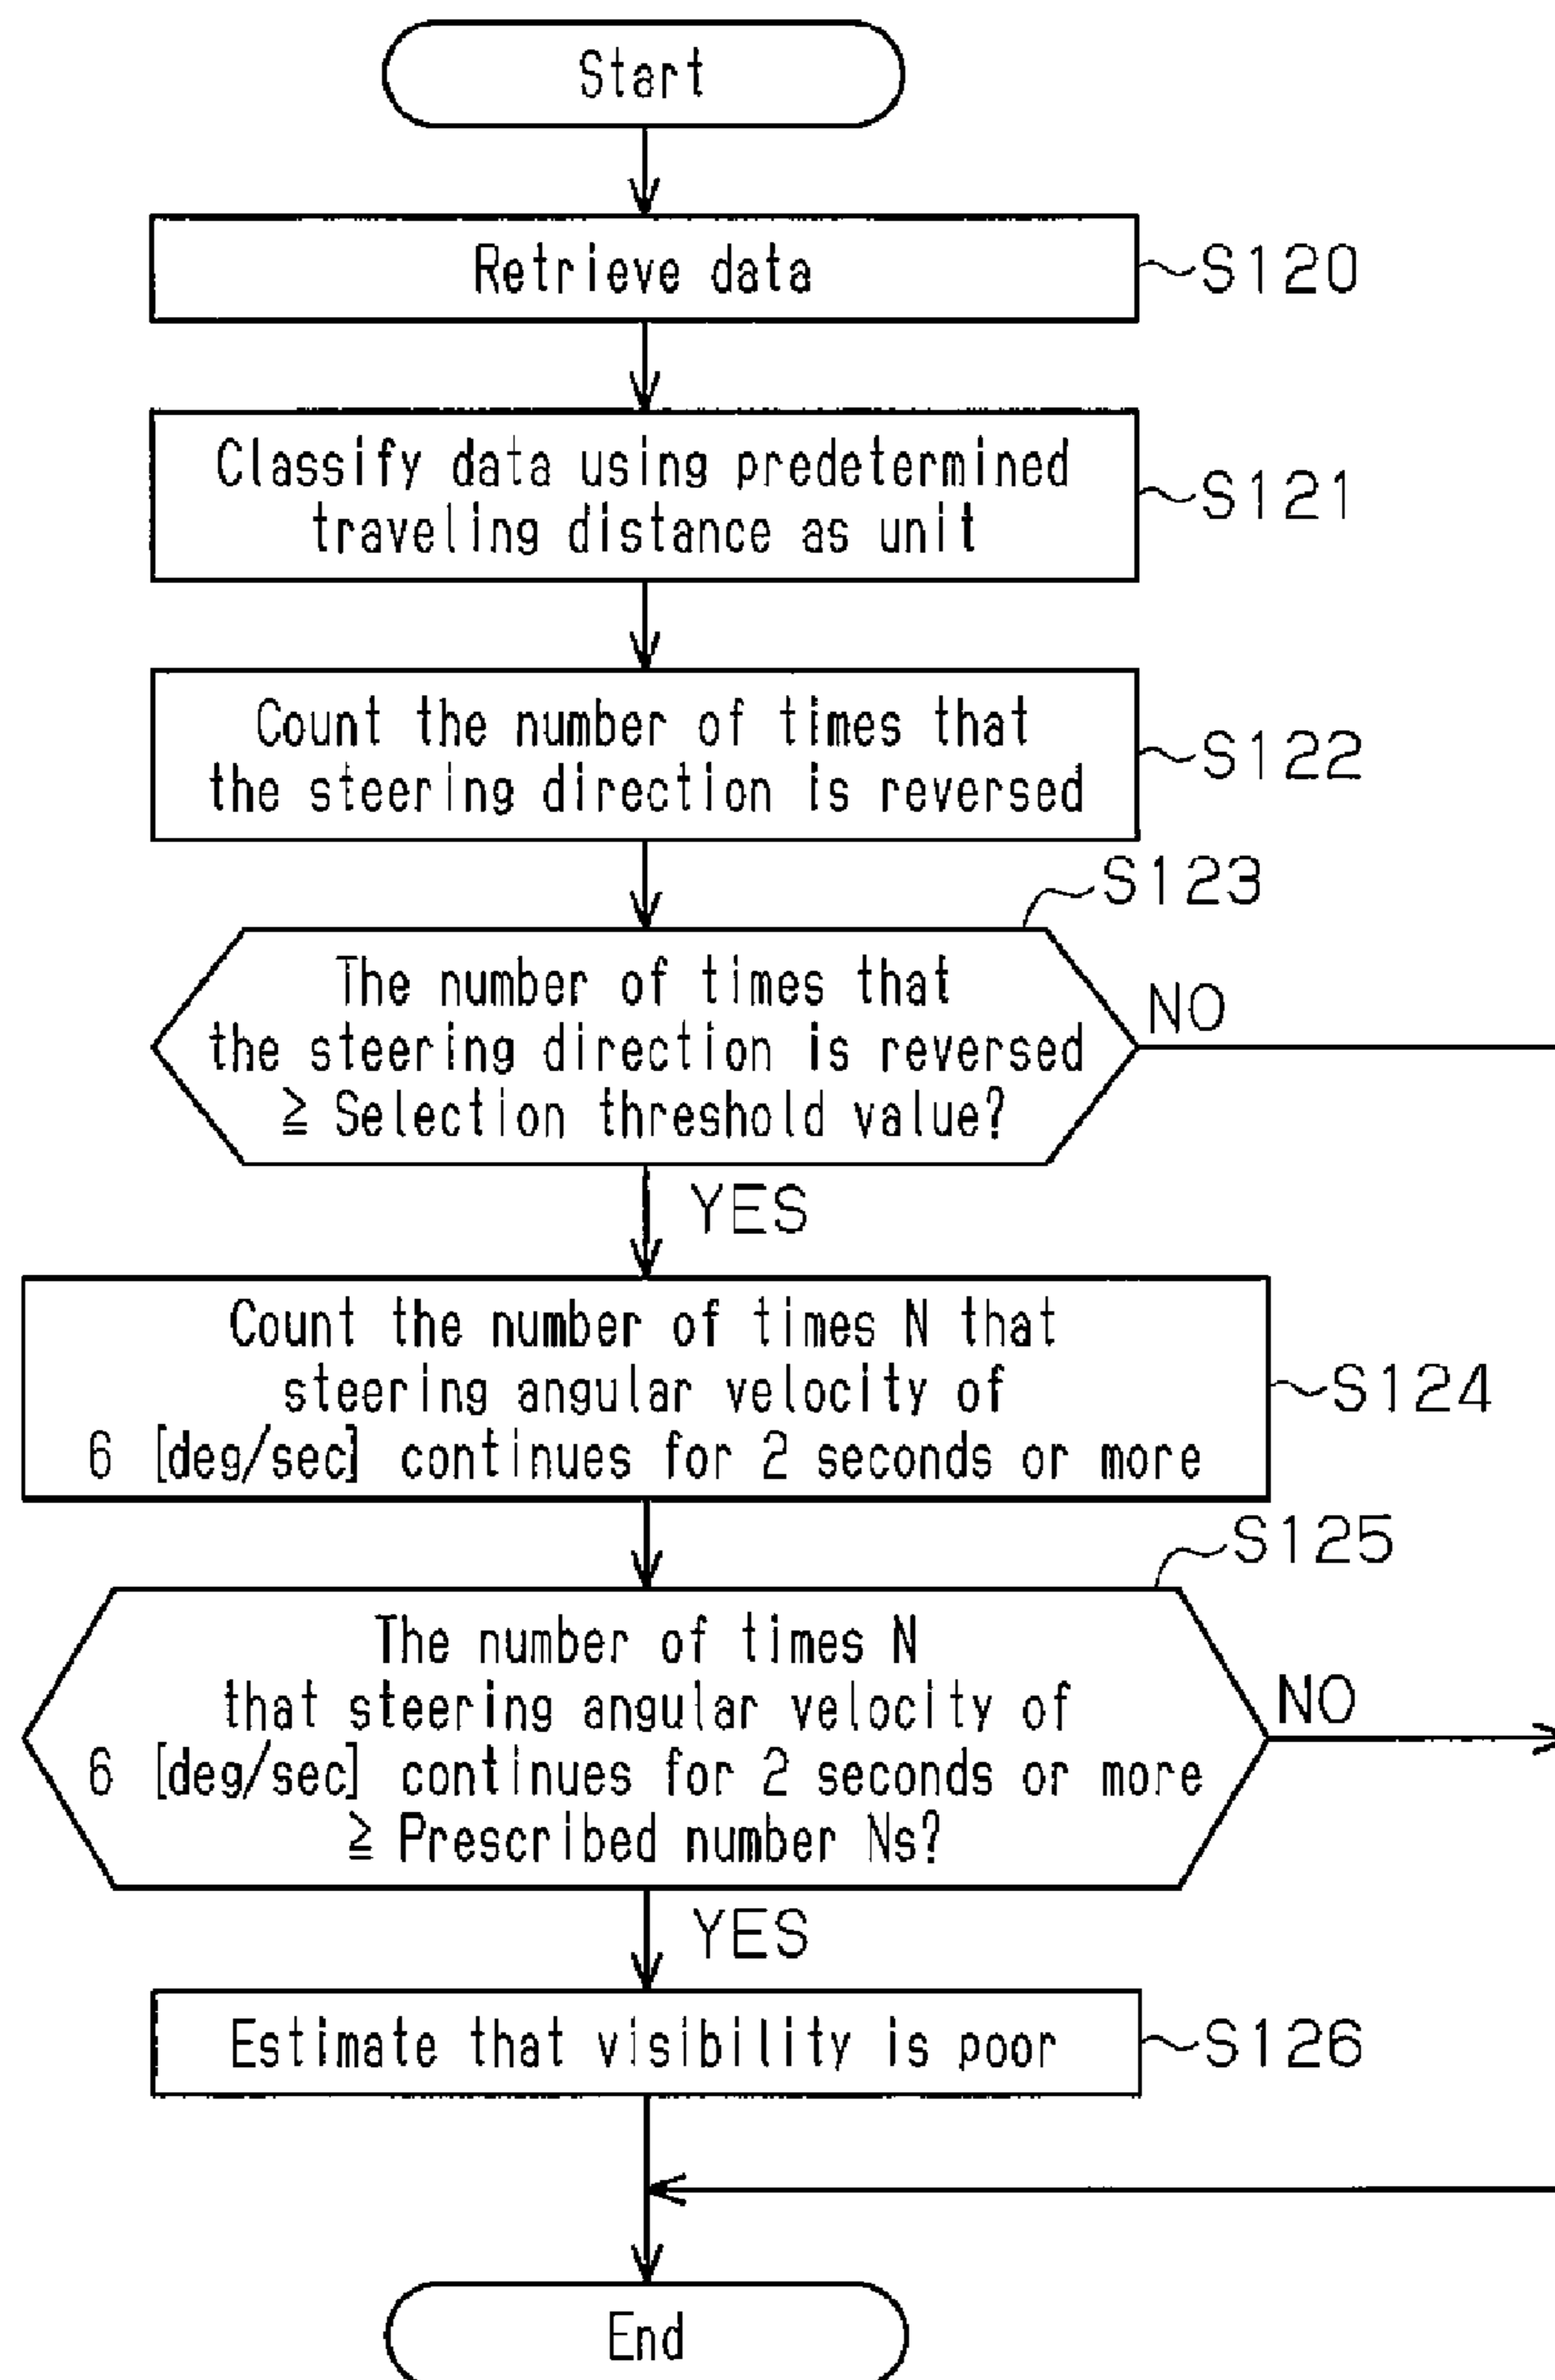 Start
Retrieve data
S120
Classify data using predetermined
traveling distance as unit
S121
Count the number of times that
the steering direction is reversed
S122
S123
The number of times that
the steering direction is reversed
≧ Selection threshold value?
NO
YES
Count the number of times N that
steering angular velocity of
6 [deg/sec] continues for 2 seconds or more
S124
S125
The number of times N
that steering angular velocity of
6 [deg/sec] continues for 2 seconds or more
≧ Prescribed number Ns?
NO
YES
Estimate that visibility is poor
S126
End